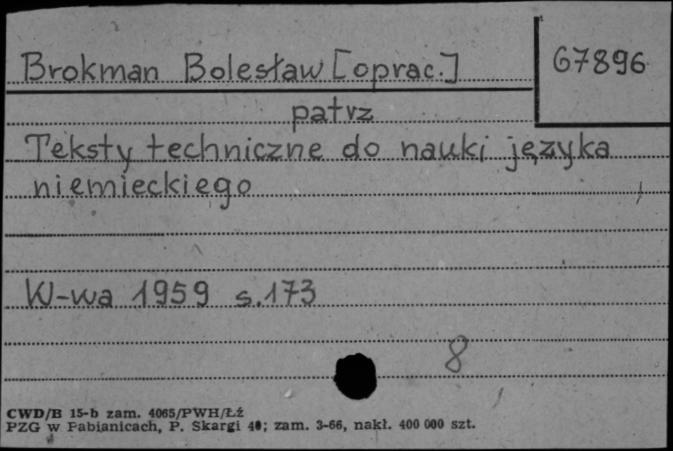 Brokman Bolesław [oprac.]
67896
patrz
Teksty techniczne do nauki języka
niemieckiego
W-wa 1959 s.173
8
CWD/B 15-b zam. 4065/PWH/Łź
PZG w Pabianicach, P. Skargi 40; zam. 3-66, nakł. 400 000 szt.